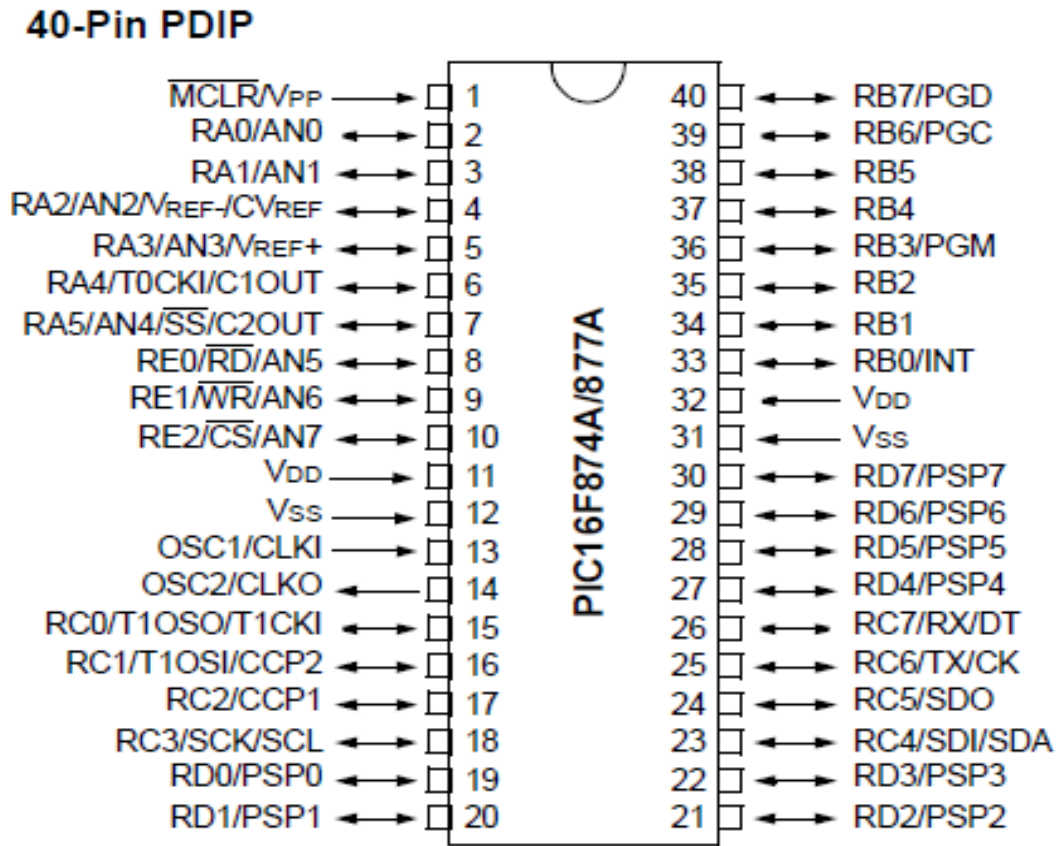 40-Pin PDIP
MCLR/VPP 1 40 RB7/PGD
RA0/AN0 2 39 RB6/PGC
RA1/AN1 3 38 RB5
RA2/AN2/VREF-/CVREF 4 37 RB4
RA3/AN3/VREF+ 5 36 RB3/PGM
RA4/T0CKI/C1OUT 6 35 RB2
RA5/AN4/SS/C2OUT 7 34 RB1
RE0/RD/AN5 8 33 RB0/INT
RE1/WR/AN6 9 32 VDD
RE2/CS/AN7 10 31 VSS
VDD 11 30 RD7/PSP7
VSS 12 29 RD6/PSP6
OSC1/CLKI 13 28 RD5/PSP5
OSC2/CLKO 14 27 RD4/PSP4
RC0/T1OSO/T1CKI 15 26 RC7/RX/DT
RC1/T1OSI/CCP2 16 25 RC6/TX/CK
RC2/CCP1 17 24 RC5/SDO
RC3/SCK/SCL 18 23 RC4/SDI/SDA
RD0/PSP0 19 22 RD3/PSP3
RD1/PSP1 20 21 RD2/PSP2
PIC16F874A/877A